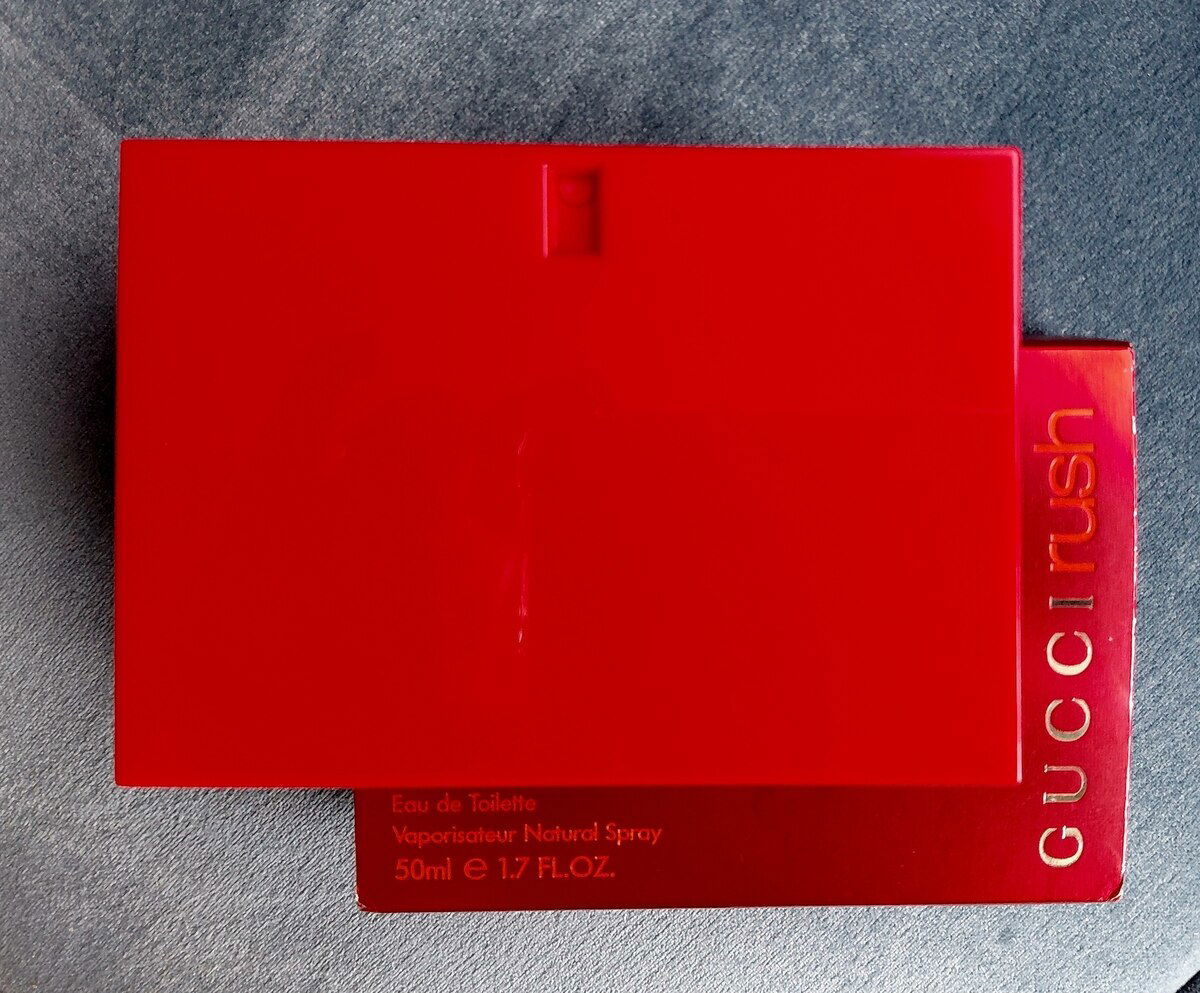 Eau de Toilette
Vaporisateur Natural Spray
50ml ℮ 1.7 FL.OZ.
GUCCI rush